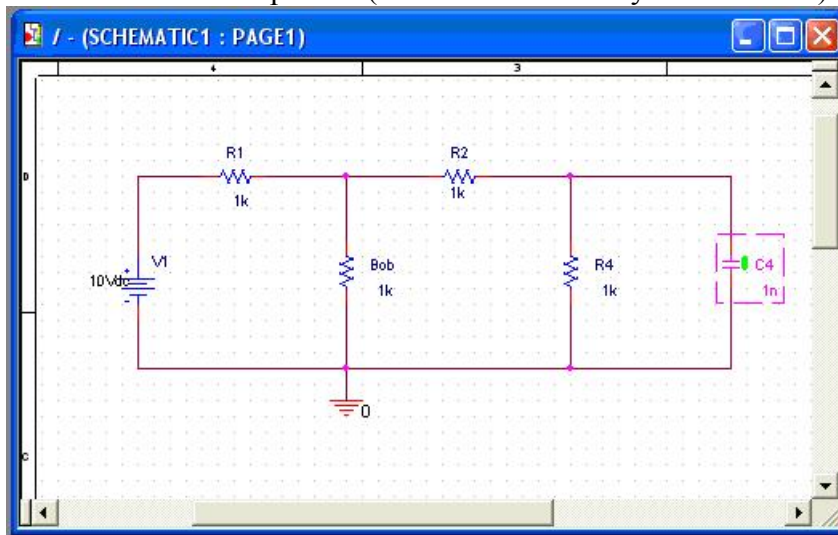 / - (SCHEMATIC1 : PAGE1)
4 3
D
R1 R2
1k 1k
V1 Bob R4 C4
10Vdc 1k 1k 1n
0
C